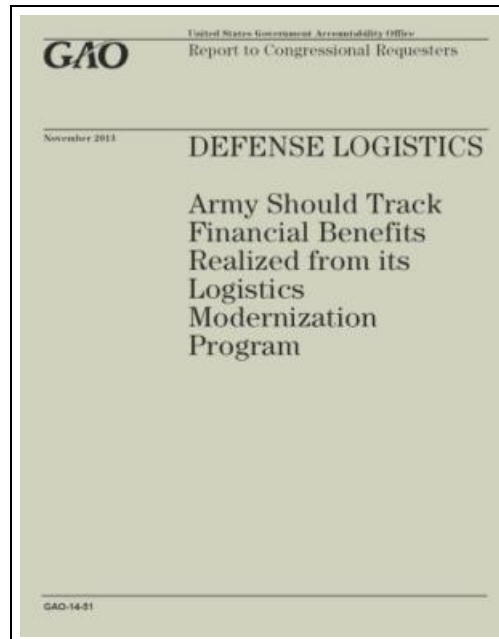 United States Government Accountability Office
GAO
Report to Congressional Requesters
November 2013
DEFENSE LOGISTICS
Army Should Track
Financial Benefits
Realized from its
Logistics
Modernization
Program
GAO-14-51